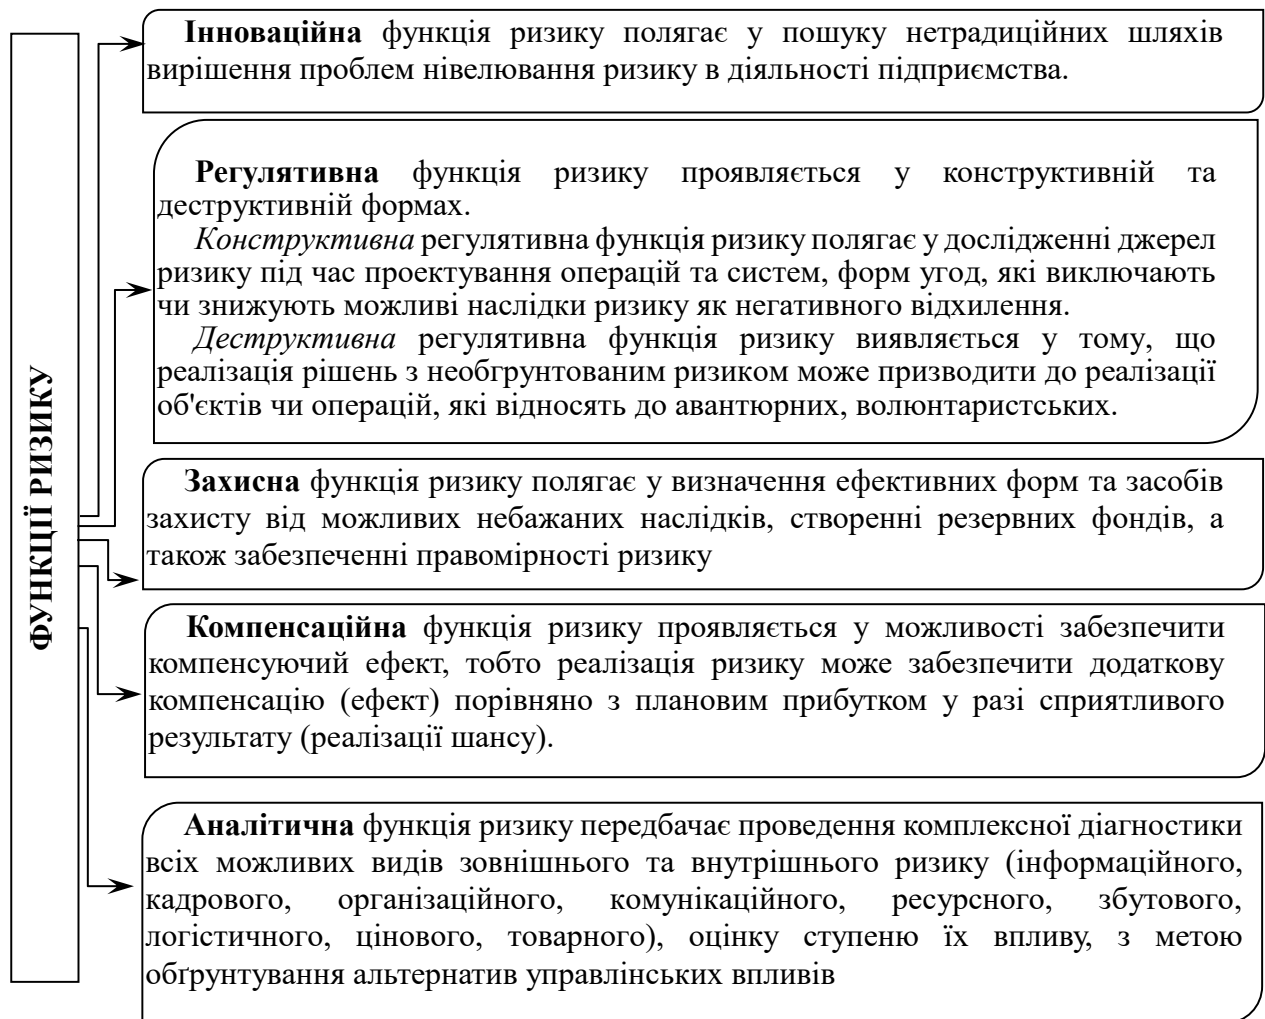 ФУНКЦІЇ РИЗИКУ
Інноваційна функція ризику полягає у пошуку нетрадиційних шляхів
вирішення проблем нівелювання ризику в діяльності підприємства.
Регулятивна функція ризику проявляється у конструктивній та
деструктивній формах.
Конструктивна регулятивна функція ризику полягає у дослідженні джерел
ризику під час проектування операцій та систем, форм угод, які виключають
чи знижують можливі наслідки ризику як негативного відхилення.
Деструктивна регулятивна функція ризику виявляється у тому, що
реалізація рішень з необгрунтованим ризиком може призводити до реалізації
об'єктів чи операцій, які відносять до авантюрних, волюнтаристських.
Захисна функція ризику полягає у визначення ефективних форм та засобів
захисту від можливих небажаних наслідків, створенні резервних фондів, а
також забезпеченні правомірності ризику
Компенсаційна функція ризику проявляється у можливості забезпечити
компенсуючий ефект, тобто реалізація ризику може забезпечити додаткову
компенсацію (ефект) порівняно з плановим прибутком у разі сприятливого
результату (реалізації шансу).
Аналітична функція ризику передбачає проведення комплексної діагностики
всіх можливих видів зовнішнього та внутрішнього ризику (інформаційного,
кадрового, організаційного, комунікаційного, ресурсного, збутового,
логістичного, цінового, товарного), оцінку ступеню їх впливу, з метою
обґрунтування альтернатив управлінських впливів